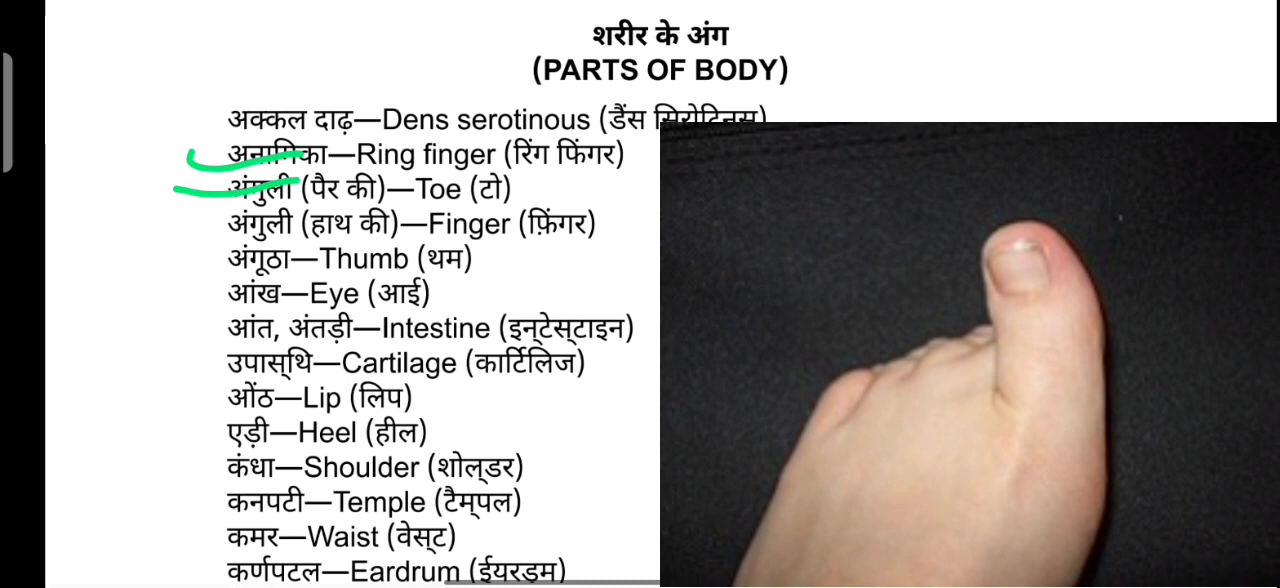 शरीर के अंग
(PARTS OF BODY)
अक्कल दाढ़—Dens serotinous (डैंस सिरोटिनस)
अनामिका—Ring finger (रिंग फिंगर)
अंगुली (पैर की)—Toe (टो)
अंगुली (हाथ की)—Finger (फ़िंगर)
अंगूठा—Thumb (थम)
आंख—Eye (आई)
आंत, अंतड़ी—Intestine (इन्‌टेस्‌टाइन)
उपास्‌थि—Cartilage (कार्टिलिज)
ओंठ—Lip (लिप)
एड़ी—Heel (हील)
कंधा—Shoulder (शोल्‌डर)
कनपटी—Temple (टैम्‌पल)
कमर—Waist (वेस्‌ट)
कर्णपटल—Eardrum (ईयरड्रम)